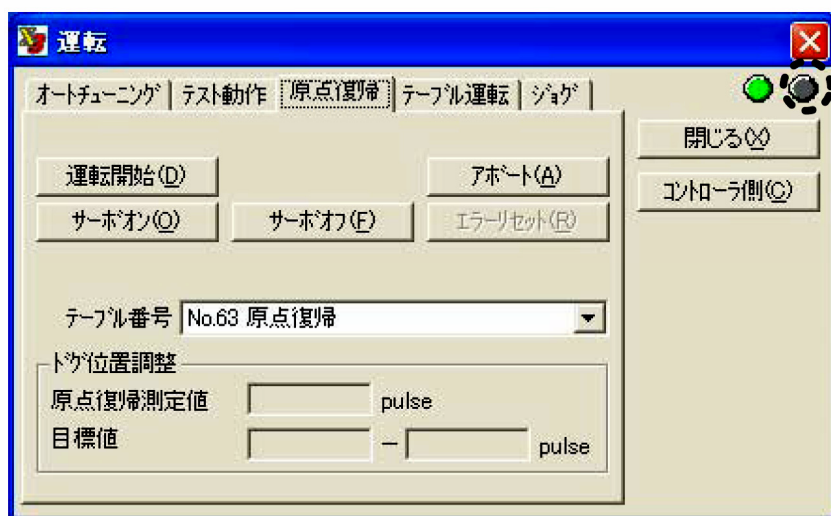 運転
オートチューニング テスト動作 原点復帰 テーブル運転 ジョグ
閉じる(X)
運転開始(D) アボート(A)
コントローラ側(C)
サーボオン(O) サーボオフ(F) エラーリセット(R)
テーブル番号 No.63 原点復帰
ドグ位置調整
原点復帰測定値 pulse
目標値 - pulse